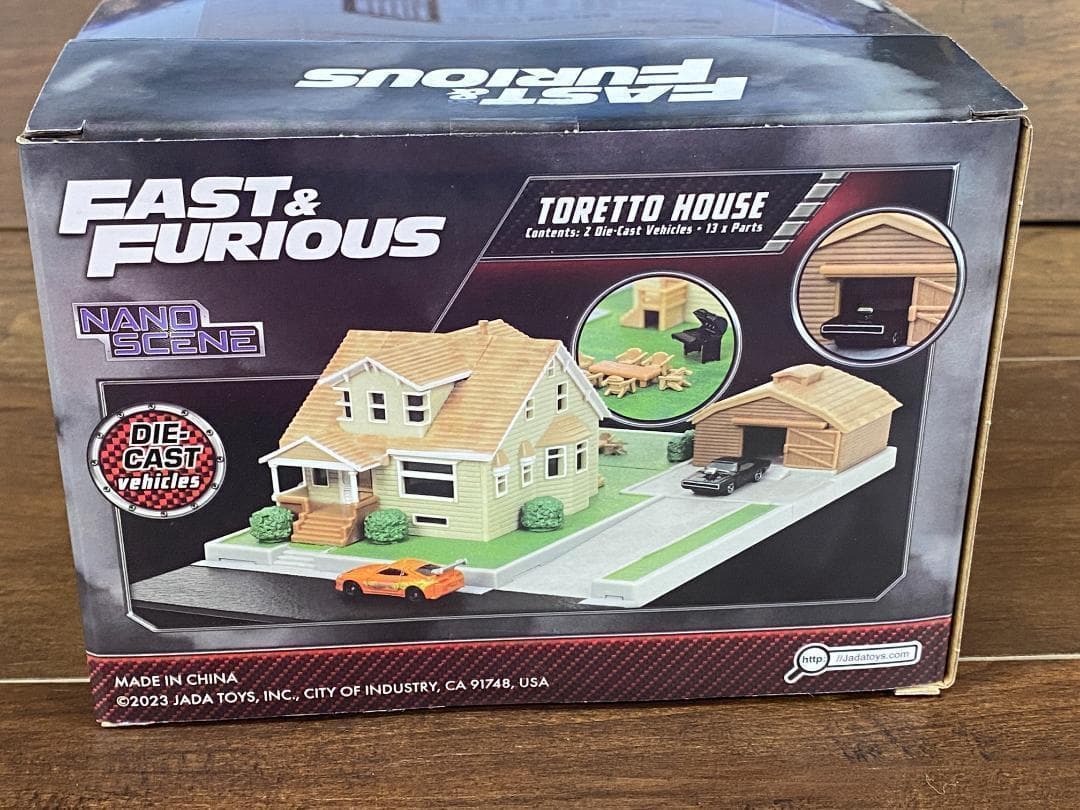 FAST &
FURIOUS
FAST &
FURIOUS
TORETTO HOUSE
Contents: 2 Die-Cast Vehicles • 13 x Parts
NANO
SCENE
DIE-
CAST
vehicles
http: //Jadatoys.com
MADE IN CHINA
©2023 JADA TOYS, INC., CITY OF INDUSTRY, CA 91748, USA